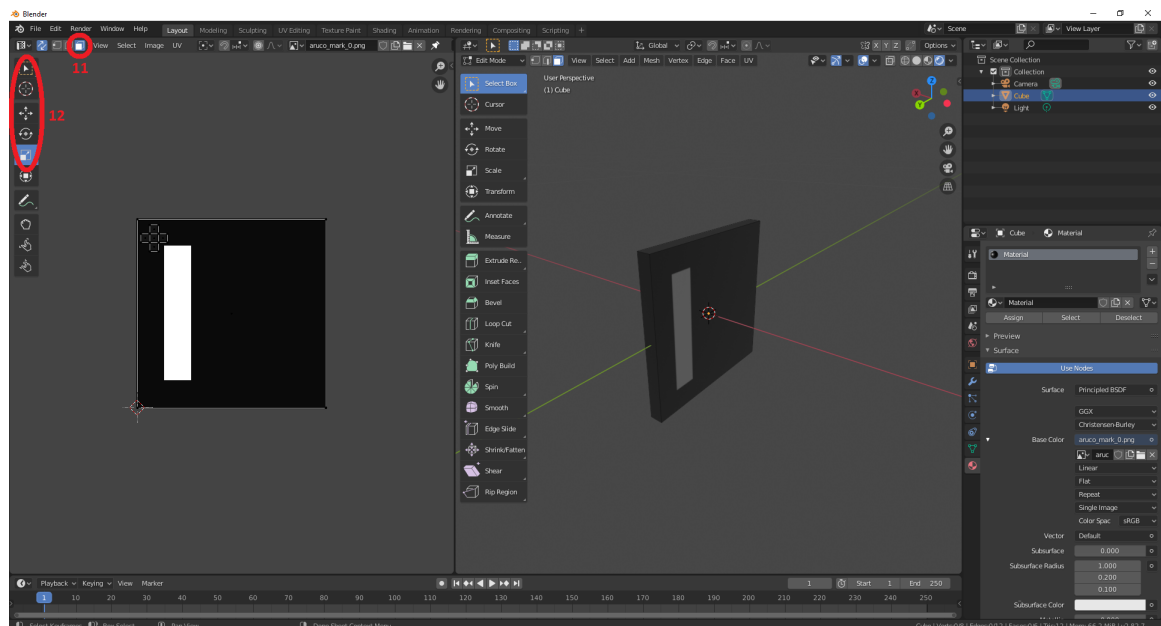 Blender
File Edit Render Window Help Layout Modeling Sculpting UV Editing Texture Paint Shading Animation Rendering Compositing Scripting + Scene View Layer
View Select Image UV aruco_mark_0.png Global X Y Z Options
11
12
Edit Mode View Select Add Mesh Vertex Edge Face UV
User Perspective
(1) Cube
Select Box
Cursor
Move
Rotate
Scale
Transform
Annotate
Measure
Extrude Re..
Inset Faces
Bevel
Loop Cut
Knife
Poly Build
Spin
Smooth
Edge Slide
Shrink/Fatten
Shear
Rip Region
X
Y
Z
Scene Collection
Collection
Camera
Cube
Light
Cube Material
Material
Material
Assign Select Deselect
Preview
Surface
Use Nodes
Surface Principled BSDF
GGX
Christensen-Burley
Base Color aruco_mark_0.png
aruc
Linear
Flat
Repeat
Single Image
Color Spac sRGB
Vector Default
Subsurface 0.000
Subsurface Radius 1.000
0.200
0.100
Subsurface Color
Playback Keying View Marker 1 Start 1 End 250
1 10 20 30 40 50 60 70 80 90 100 110 120 130 140 150 160 170 180 190 200 210 220 230 240 250